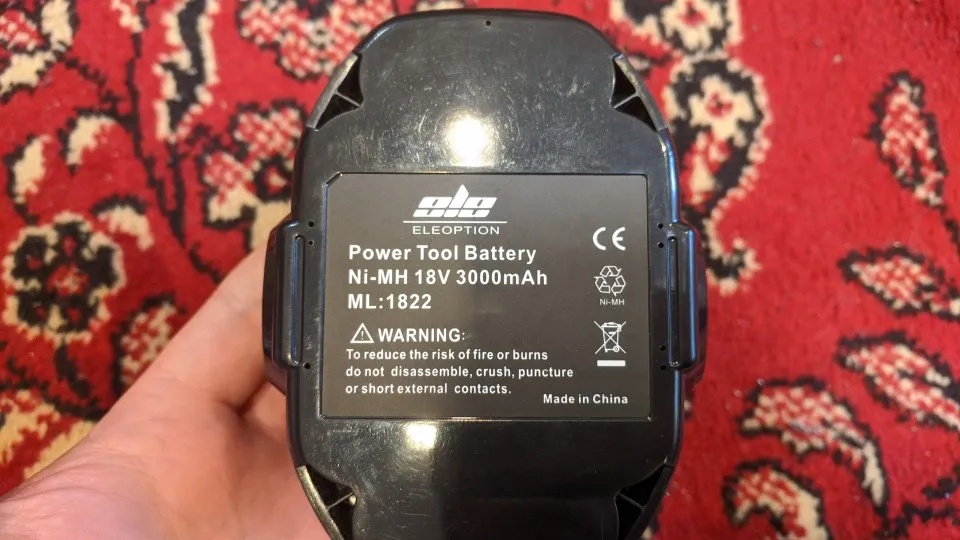 ele
ELEOPTION
Power Tool Battery
Ni-MH 18V 3000mAh
ML:1822
WARNING:
To reduce the risk of fire or burns
do not disassemble, crush, puncture
or short external contacts.
CE
Ni-MH
Made in China